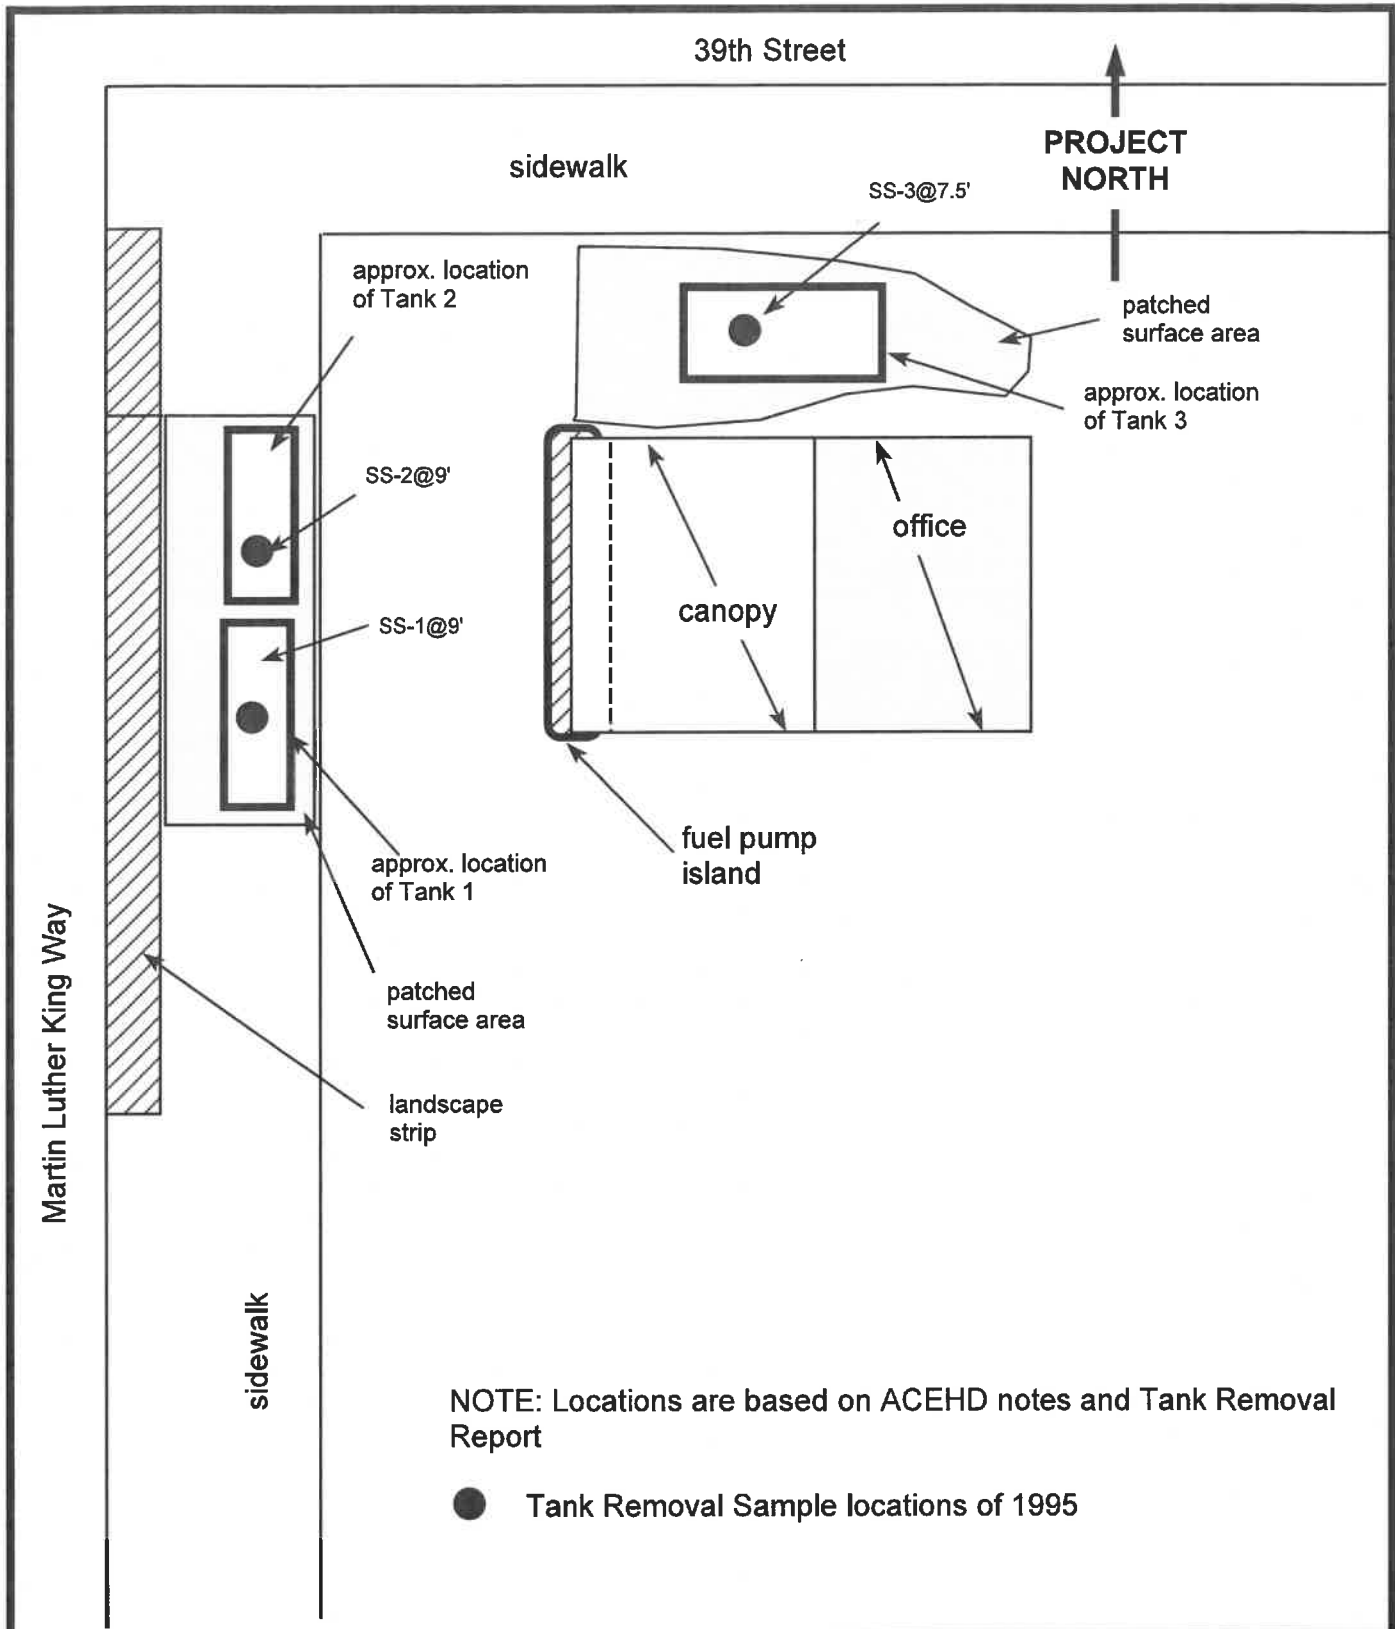 39th Street
PROJECT
NORTH
sidewalk
SS-3@7.5'
approx. location
of Tank 2
patched
surface area
approx. location
of Tank 3
SS-2@9'
office
canopy
SS-1@9'
fuel pump
island
approx. location
of Tank 1
Martin Luther King Way
patched
surface area
landscape
strip
sidewalk
NOTE: Locations are based on ACEHD notes and Tank Removal
Report
Tank Removal Sample locations of 1995